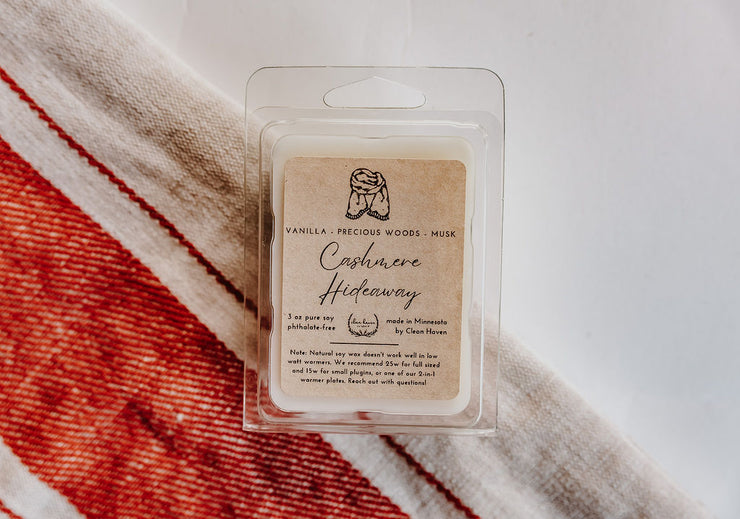 VANILLA - PRECIOUS WOODS - MUSK
Cashmere
Hideaway
3 oz pure soy
phthalate-free
clean haven
made in Minnesota
by Clean Haven
Note: Natural soy wax doesn't work well in low
watt warmers. We recommend 25w for full sized
and 15w for small plugins, or one of our 2-in-1
warmer plates. Reach out with questions!